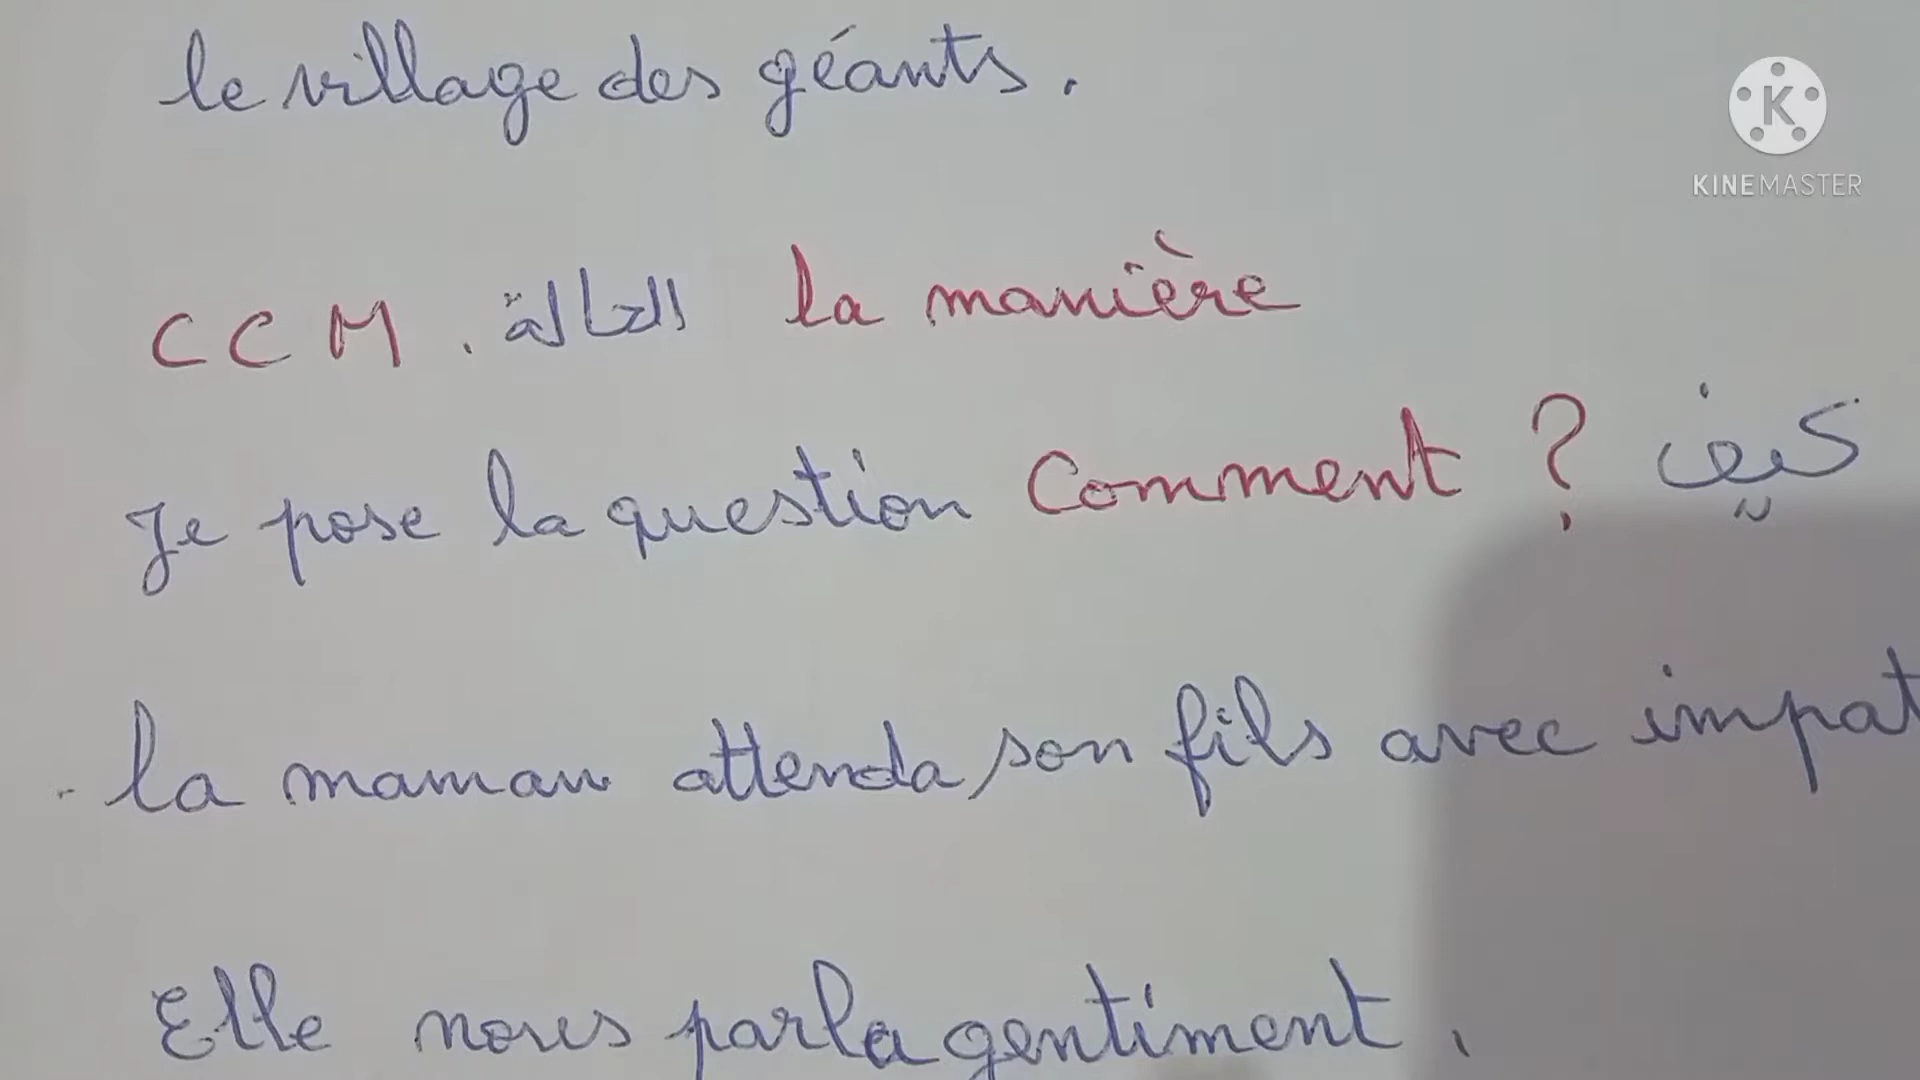 le village des géants.
K
KINEMASTER
CCM. الحالة la manière
Je pose la question Comment ? كيف
. la maman attenda son fils avec impat
Elle nous parla gentiment.